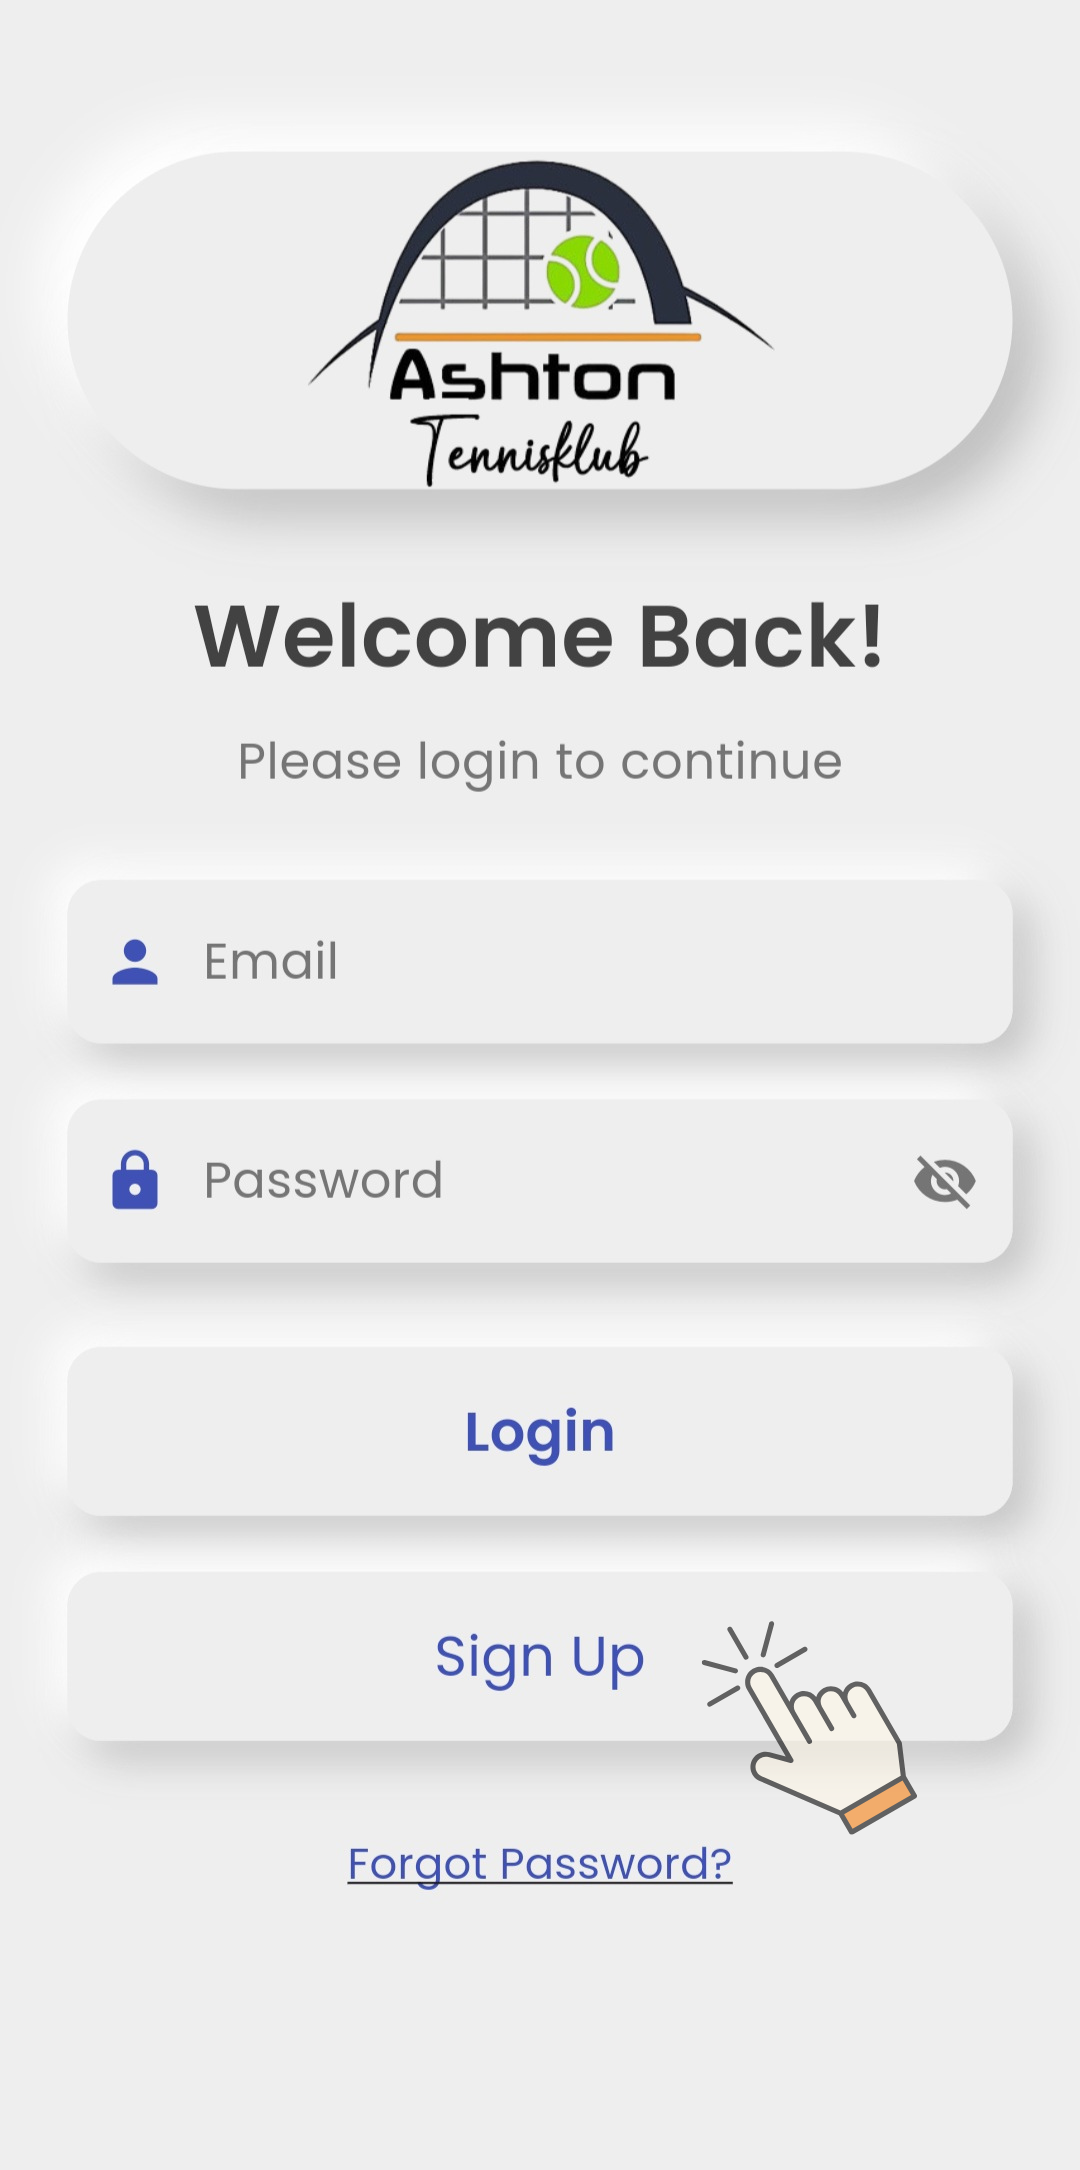 Ashton
Tennisklub
Welcome Back!
Please login to continue
Email
Password
Login
Sign Up
Forgot Password?